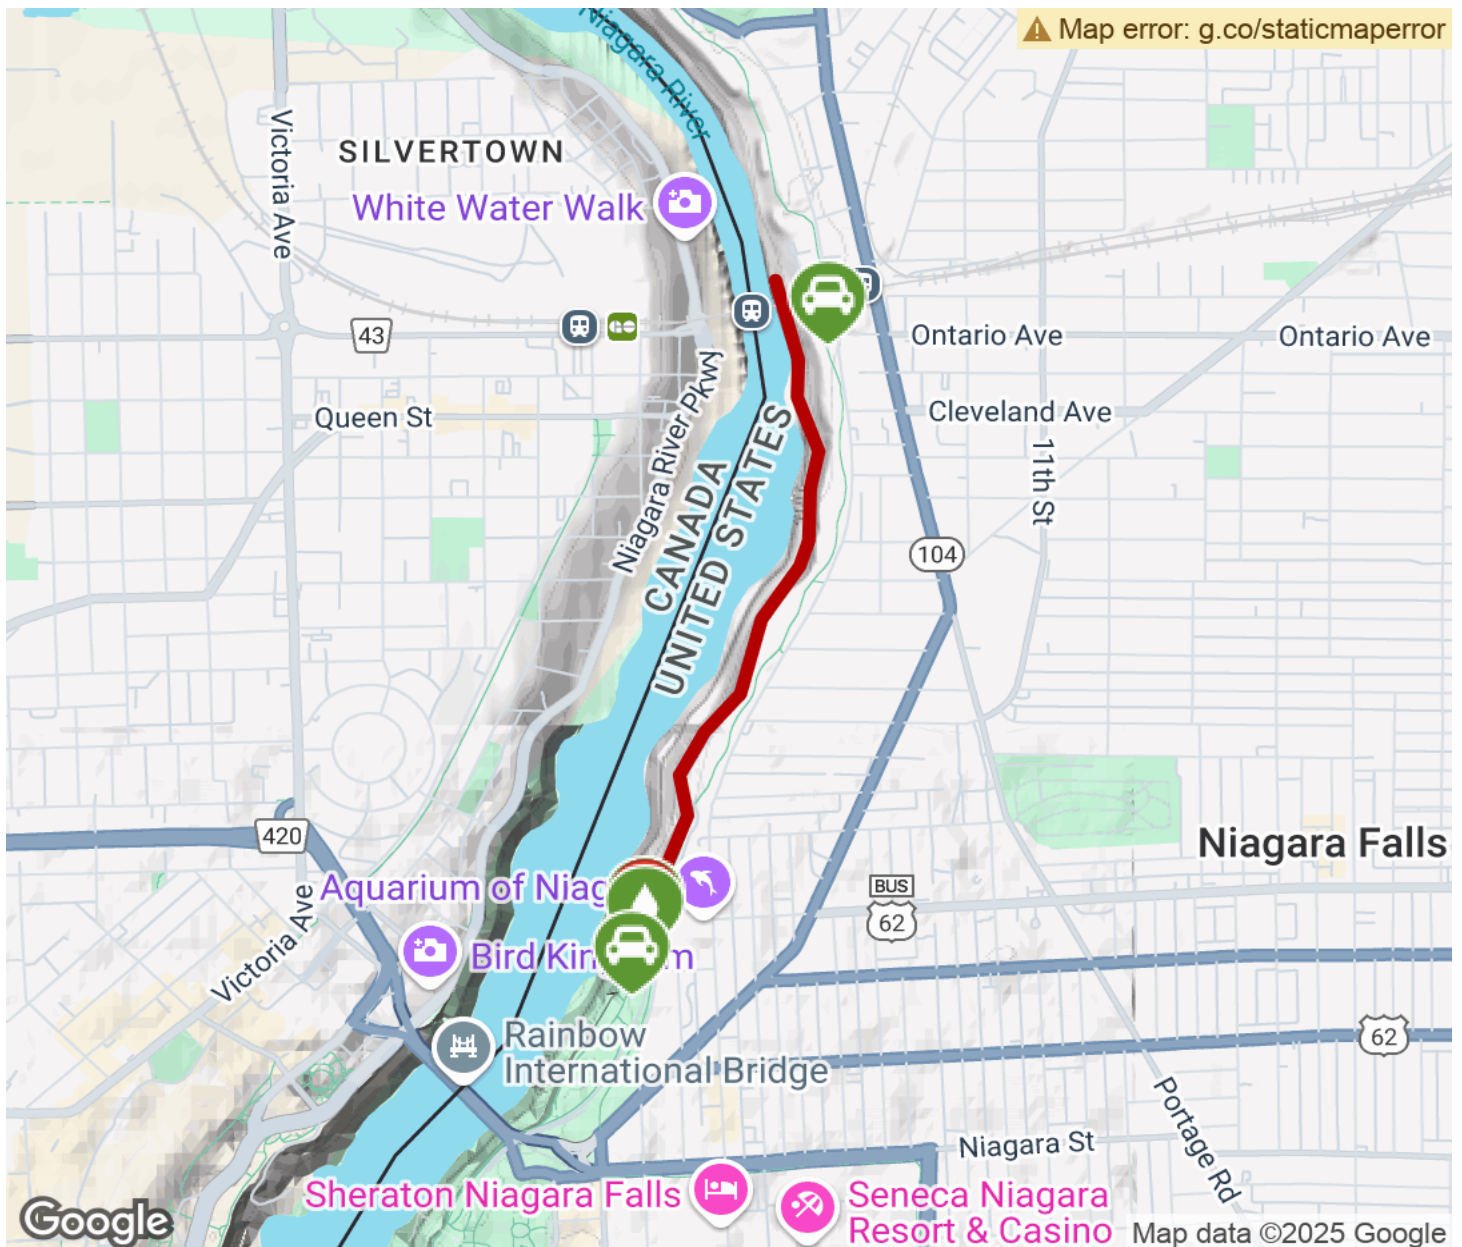 Map error: g.co/staticmaperror
Niagara River
Victoria Ave
SILVERTOWN
White Water Walk
43
Ontario Ave
Ontario Ave
Queen St
Cleveland Ave
Niagara River Pkwy
CANADA
UNITED STATES
11th St
104
420
Niagara Falls
Aquarium of Niag
BUS
62
Victoria Ave
Bird Kin m
Rainbow
International Bridge
62
Portage Rd
Niagara St
Sheraton Niagara Falls
Seneca Niagara
Resort & Casino
Google
Map data ©2025 Google